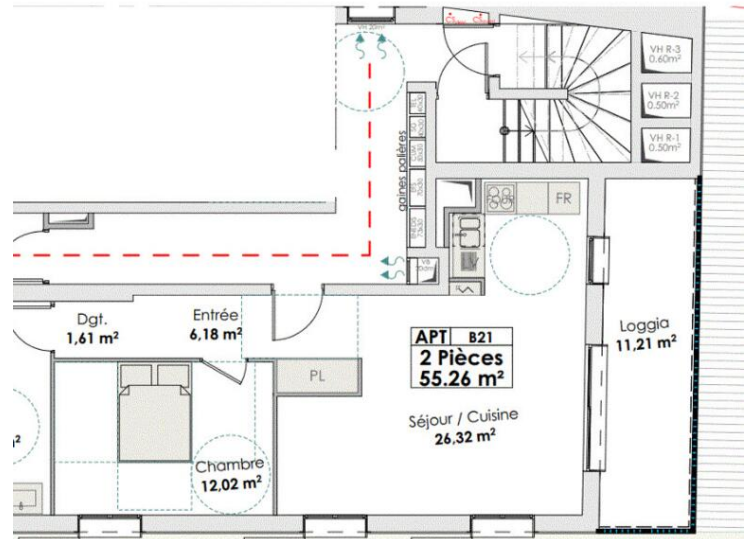 VH 20m²
VH R-3
0.60m²
VH R-2
0.50m²
VH R-1
0.50m²
gaines palières
FR
Dgt.
1,61 m²
Entrée
6,18 m²
PL
APT B21
2 Pièces
55.26 m²
Loggia
11,21 m²
Séjour / Cuisine
26,32 m²
Chambre
12,02 m²